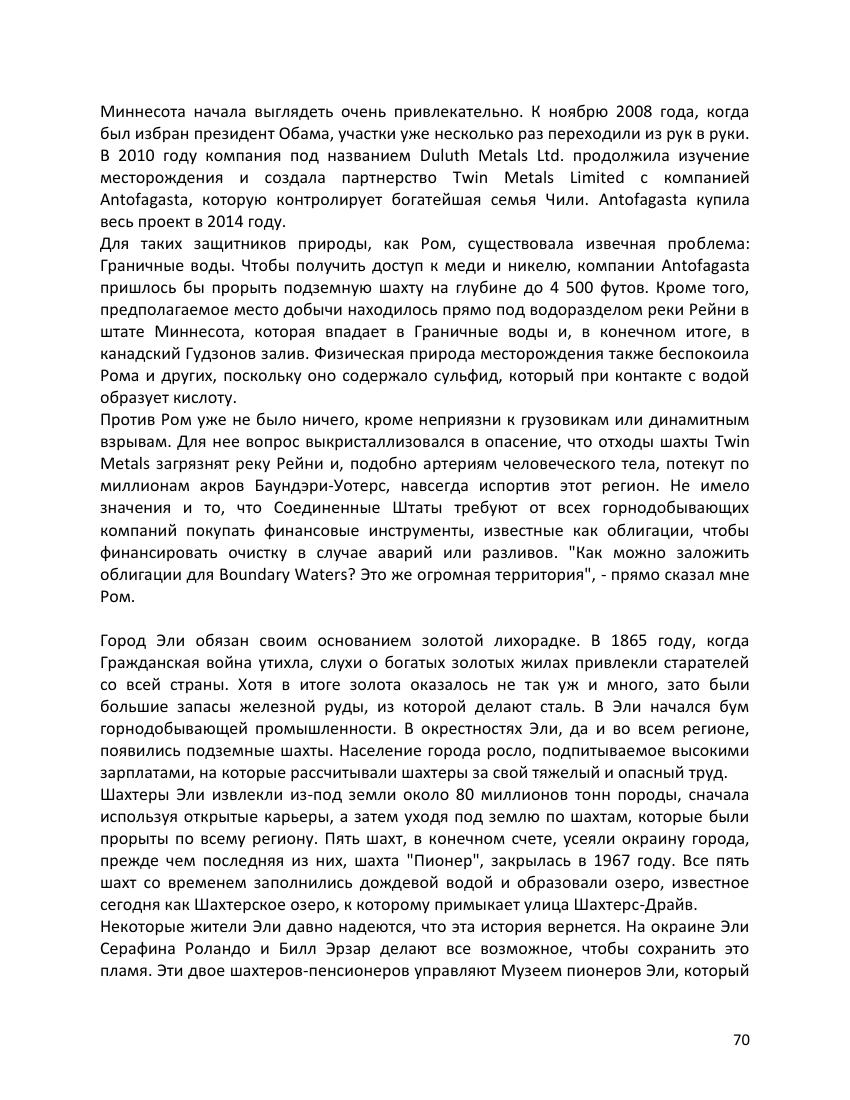 Миннесота начала выглядеть очень привлекательно. К ноябрю 2008 года, когда
был избран президент Обама, участки уже несколько раз переходили из рук в руки.
В 2010 году компания под названием Duluth Metals Ltd. продолжила изучение
месторождения и создала партнерство Twin Metals Limited с компанией
Antofagasta, которую контролирует богатейшая семья Чили. Antofagasta купила
весь проект в 2014 году.
Для таких защитников природы, как Ром, существовала извечная проблема:
Граничные воды. Чтобы получить доступ к меди и никелю, компании Antofagasta
пришлось бы прорыть подземную шахту на глубине до 4 500 футов. Кроме того,
предполагаемое место добычи находилось прямо под водоразделом реки Рейни в
штате Миннесота, которая впадает в Граничные воды и, в конечном итоге, в
канадский Гудзонов залив. Физическая природа месторождения также беспокоила
Рома и других, поскольку оно содержало сульфид, который при контакте с водой
образует кислоту.
Против Ром уже не было ничего, кроме неприязни к грузовикам или динамитным
взрывам. Для нее вопрос выкристаллизовался в опасение, что отходы шахты Twin
Metals загрязнят реку Рейни и, подобно артериям человеческого тела, потекут по
миллионам акров Баундэри-Уотерс, навсегда испортив этот регион. Не имело
значения и то, что Соединенные Штаты требуют от всех горнодобывающих
компаний покупать финансовые инструменты, известные как облигации, чтобы
финансировать очистку в случае аварий или разливов. "Как можно заложить
облигации для Boundary Waters? Это же огромная территория", - прямо сказал мне
Ром.
Город Эли обязан своим основанием золотой лихорадке. В 1865 году, когда
Гражданская война утихла, слухи о богатых золотых жилах привлекли старателей
со всей страны. Хотя в итоге золота оказалось не так уж и много, зато были
большие запасы железной руды, из которой делают сталь. В Эли начался бум
горнодобывающей промышленности. В окрестностях Эли, да и во всем регионе,
появились подземные шахты. Население города росло, подпитываемое высокими
зарплатами, на которые рассчитывали шахтеры за свой тяжелый и опасный труд.
Шахтеры Эли извлекли из-под земли около 80 миллионов тонн породы, сначала
используя открытые карьеры, а затем уходя под землю по шахтам, которые были
прорыты по всему региону. Пять шахт, в конечном счете, усеяли окраину города,
прежде чем последняя из них, шахта "Пионер", закрылась в 1967 году. Все пять
шахт со временем заполнились дождевой водой и образовали озеро, известное
сегодня как Шахтерское озеро, к которому примыкает улица Шахтерс-Драйв.
Некоторые жители Эли давно надеются, что эта история вернется. На окраине Эли
Серафина Роландо и Билл Эрзар делают все возможное, чтобы сохранить это
пламя. Эти двое шахтеров-пенсионеров управляют Музеем пионеров Эли, который
70